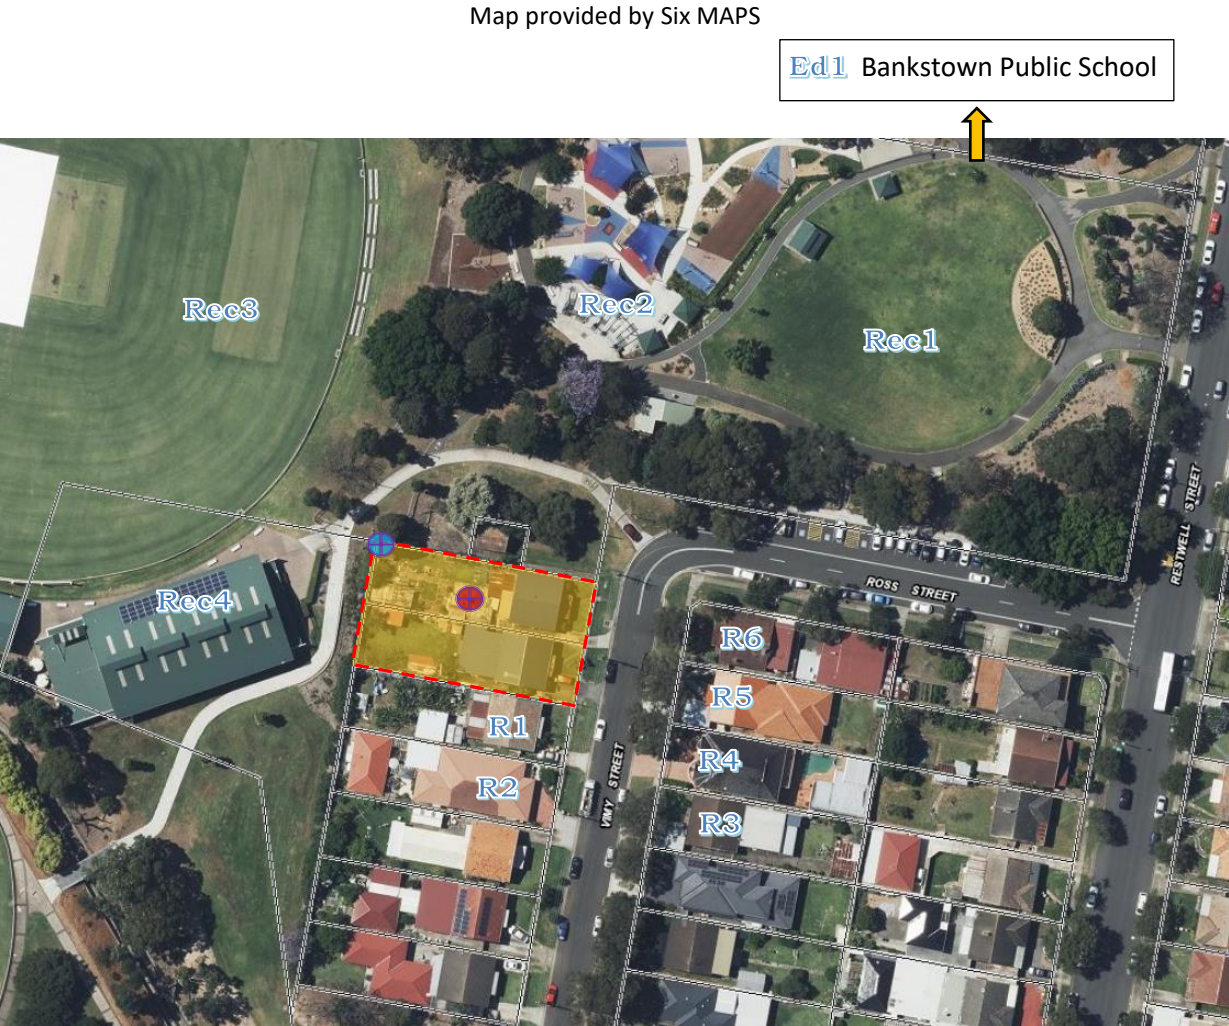 Map provided by Six MAPS
Ed1 Bankstown Public School
Rec3
Rec2
Rec1
RESTWELL STREET
Rec4
ROSS STREET
R6
R5
R1
R4
VIMY STREET
R2
R3